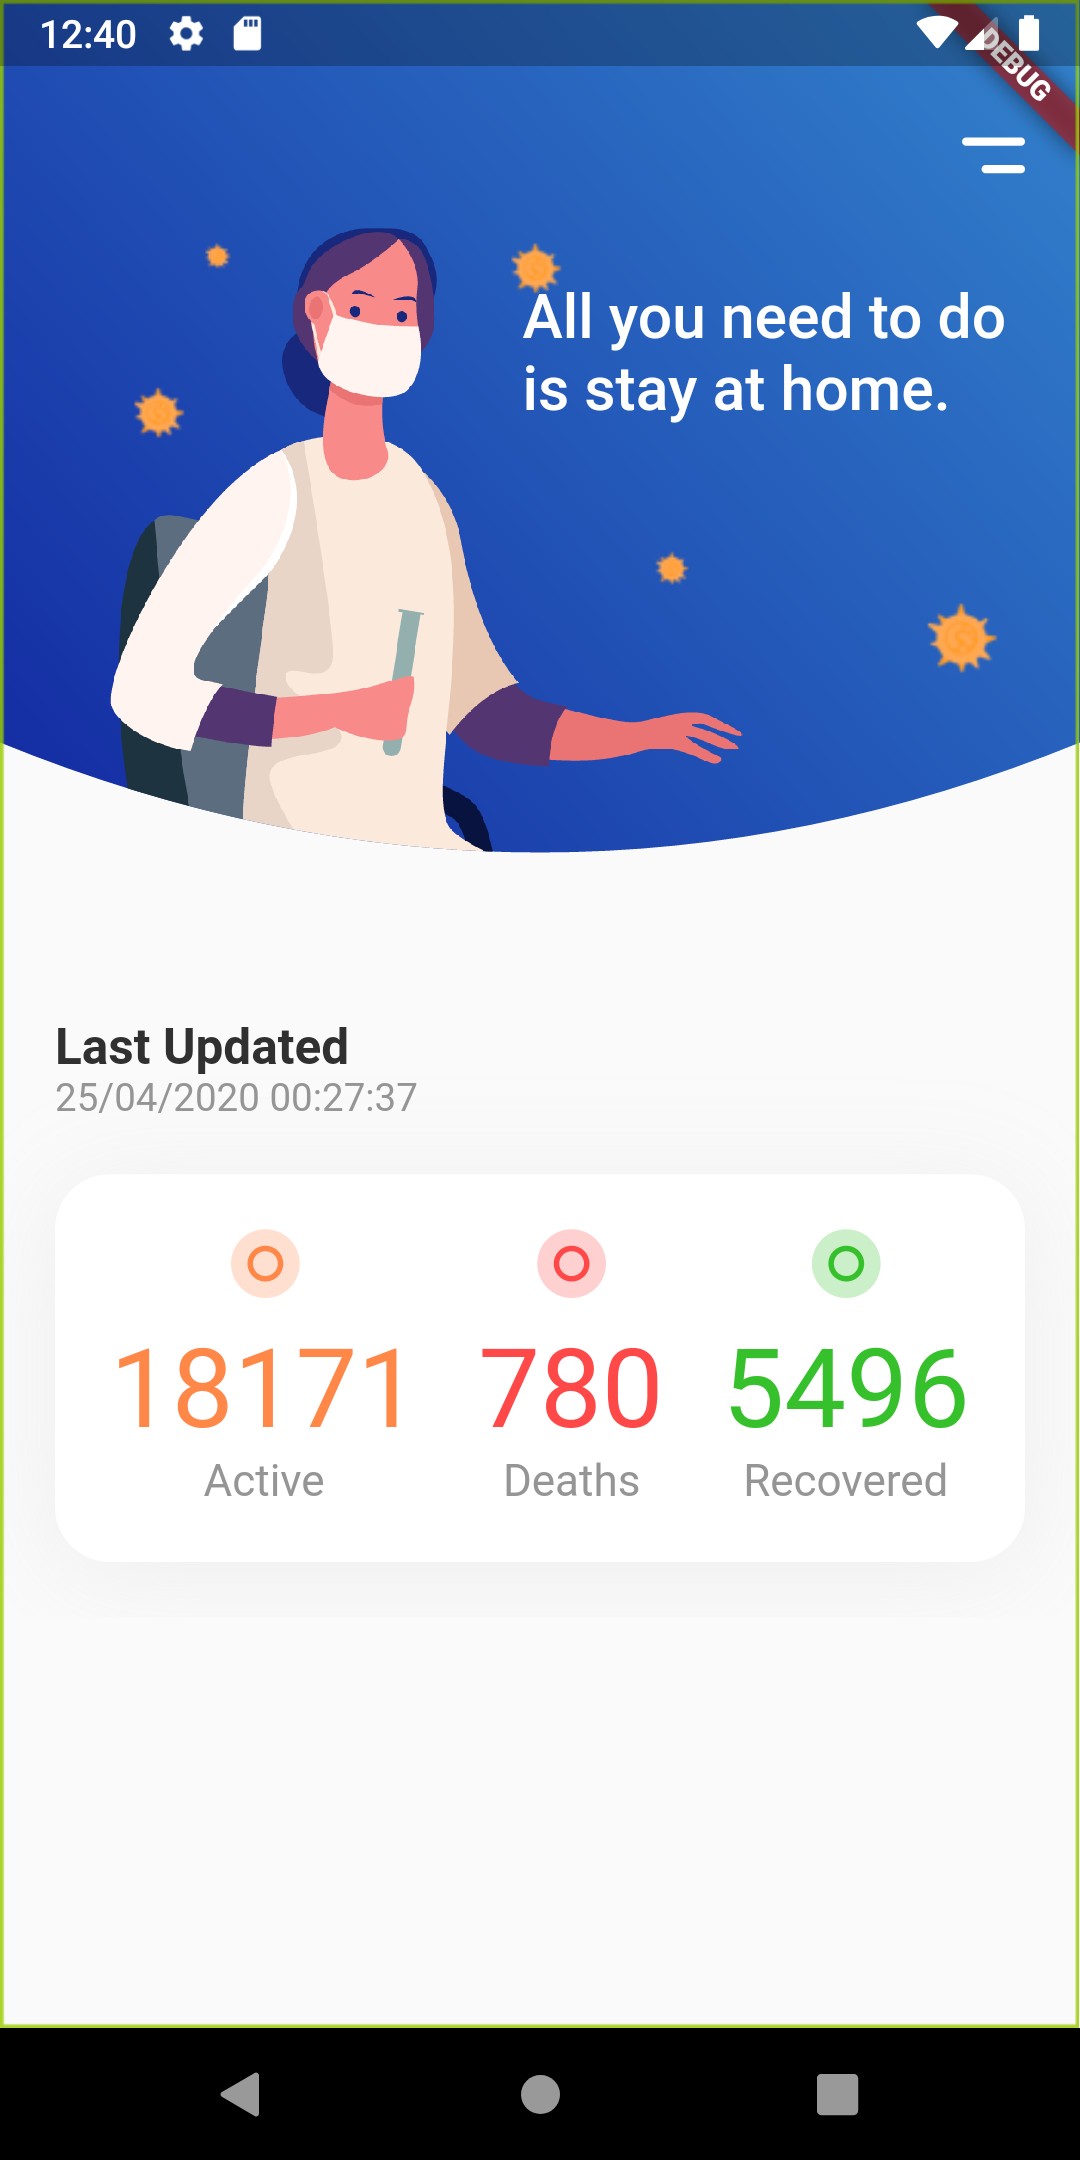 12:40
DEBUG
All you need to do
is stay at home.
Last Updated
25/04/2020 00:27:37
18171 780 5496
Active Deaths Recovered